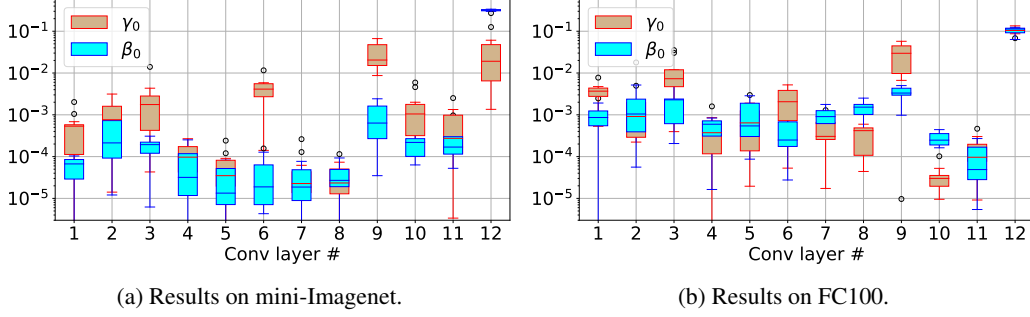 10⁻¹
10⁻²
10⁻³
10⁻⁴
10⁻⁵
γ₀
β₀
1 2 3 4 5 6 7 8 9 10 11 12
Conv layer #
(a) Results on mini-Imagenet.
10⁻¹
10⁻²
10⁻³
10⁻⁴
10⁻⁵
γ₀
β₀
1 2 3 4 5 6 7 8 9 10 11 12
Conv layer #
(b) Results on FC100.